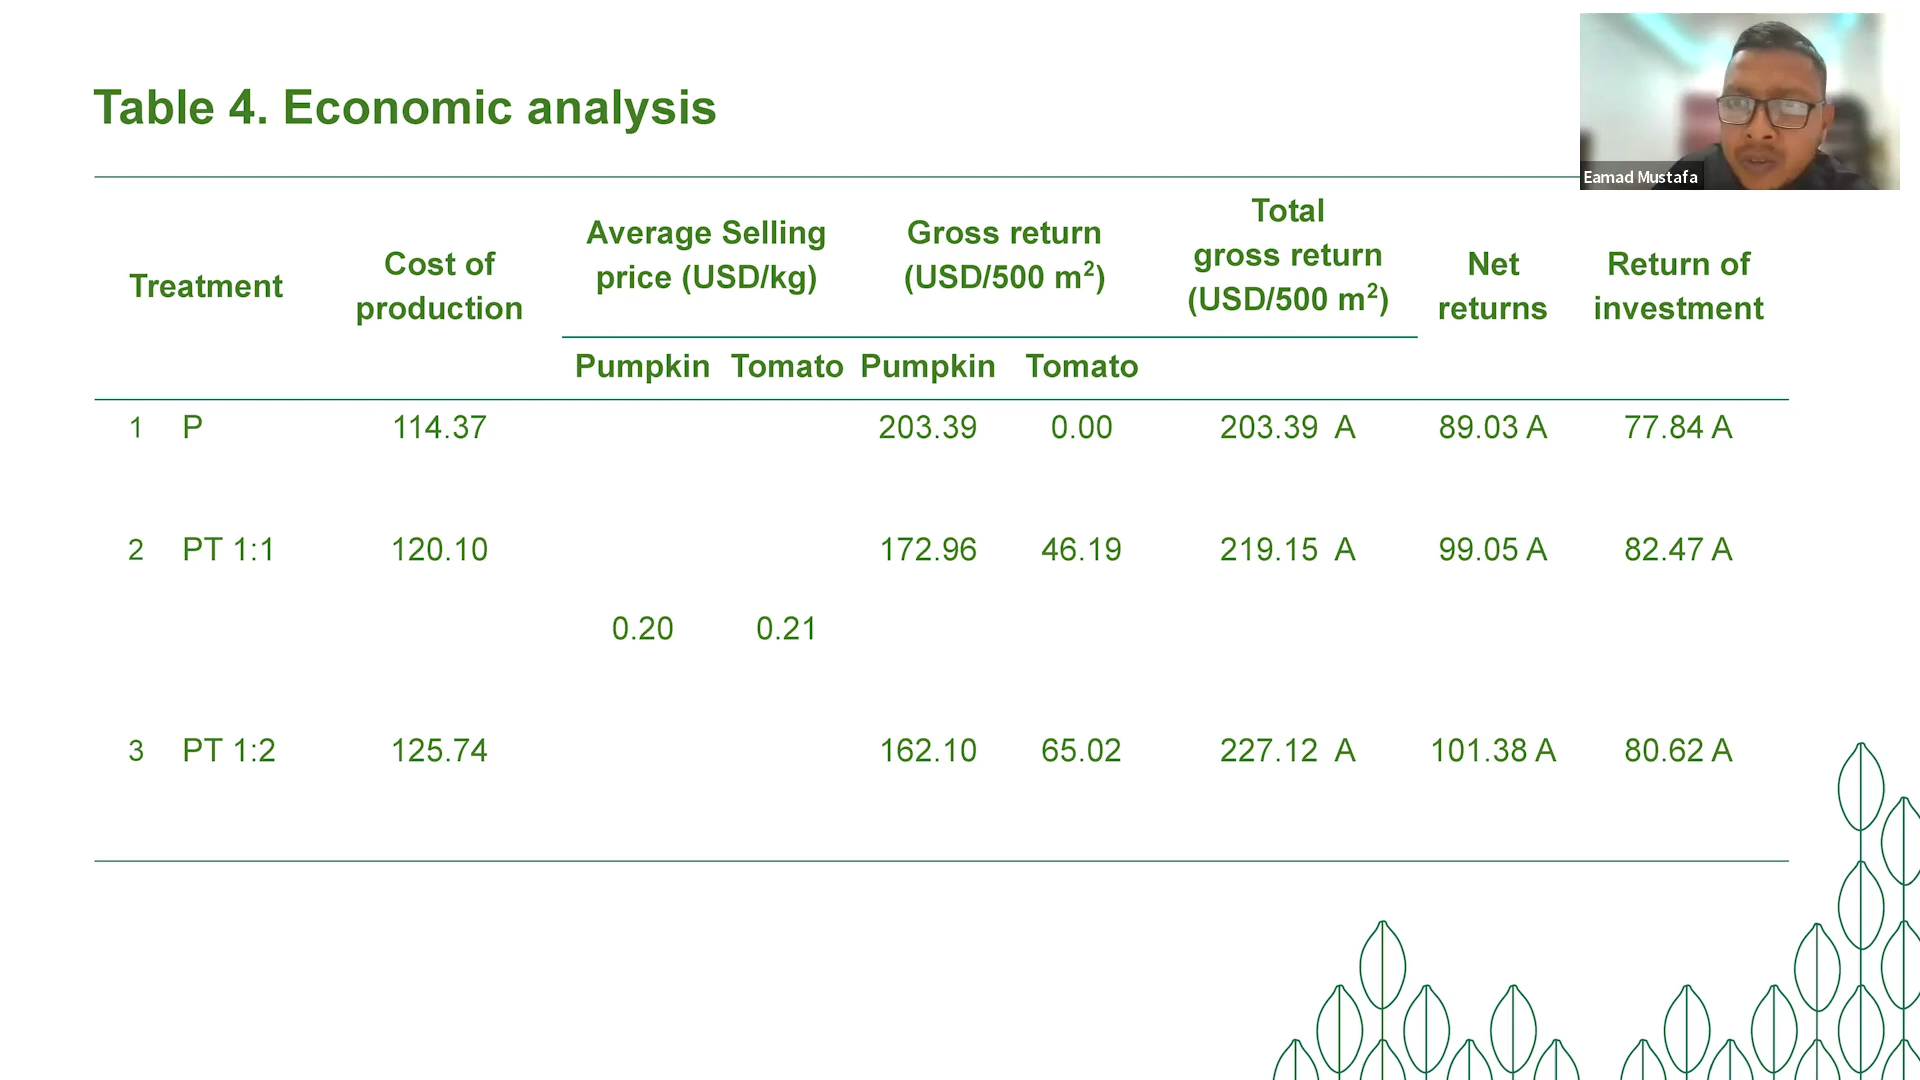 Table 4. Economic analysis
Eamad Mustafa
Treatment
Cost of
production
Average Selling
price (USD/kg)
Gross return
(USD/500 m²)
Total
gross return
(USD/500 m²)
Net
returns
Return of
investment
Pumpkin Tomato Pumpkin Tomato
1 P 114.37 203.39 0.00 203.39 A 89.03 A 77.84 A
2 PT 1:1 120.10 172.96 46.19 219.15 A 99.05 A 82.47 A
0.20 0.21
3 PT 1:2 125.74 162.10 65.02 227.12 A 101.38 A 80.62 A